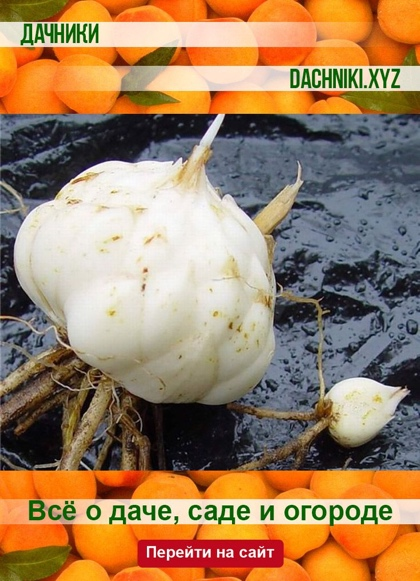 ДАЧНИКИ
DACHNIKI.XYZ
Всё о даче, саде и огороде
Перейти на сайт